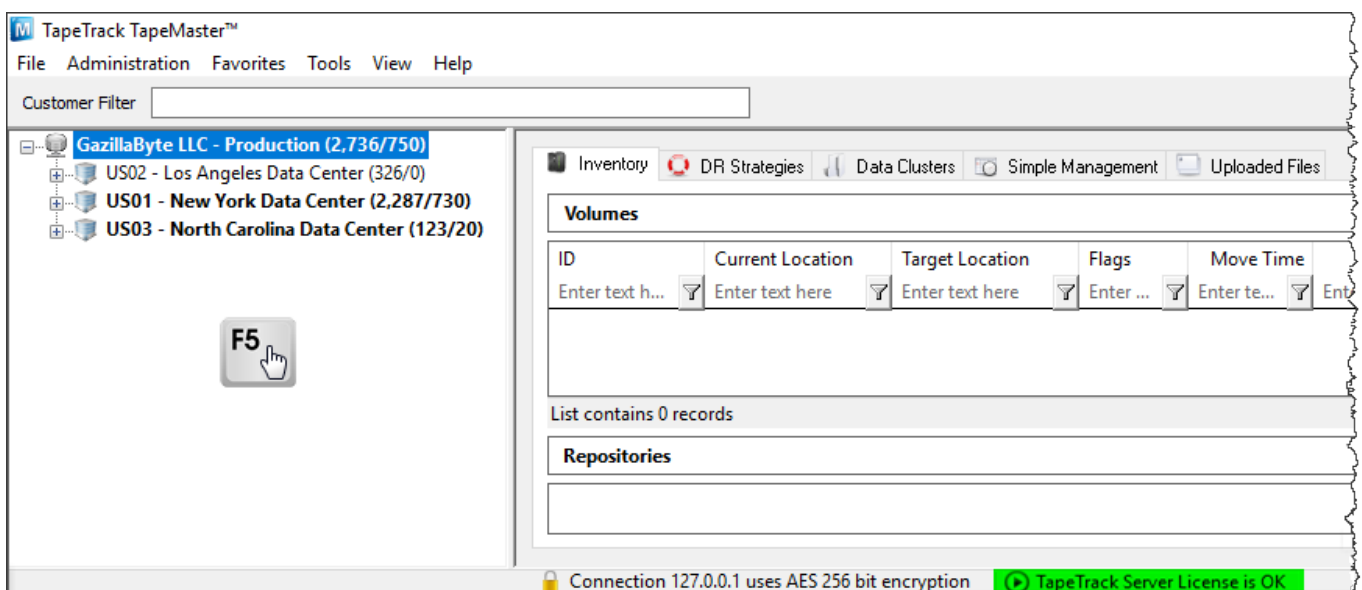 TapeTrack TapeMaster™
File Administration Favorites Tools View Help
Customer Filter
GazillaByte LLC - Production (2,736/750)
US02 - Los Angeles Data Center (326/0)
US01 - New York Data Center (2,287/730)
US03 - North Carolina Data Center (123/20)
F5
Inventory DR Strategies Data Clusters Simple Management Uploaded Files
Volumes
ID Current Location Target Location Flags Move Time
Enter text h... Enter text here Enter text here Enter ... Enter te... Ent
List contains 0 records
Repositories
Connection 127.0.0.1 uses AES 256 bit encryption TapeTrack Server License is OK